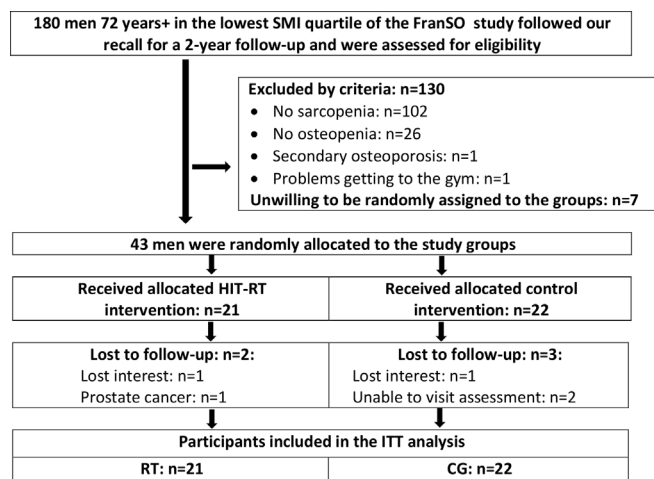 180 men 72 years+ in the lowest SMI quartile of the FranSO study followed our
recall for a 2-year follow-up and were assessed for eligibility
Excluded by criteria: n=130
• No sarcopenia: n=102
• No osteopenia: n=26
• Secondary osteoporosis: n=1
• Problems getting to the gym: n=1
Unwilling to be randomly assigned to the groups: n=7
43 men were randomly allocated to the study groups
Received allocated HIT-RT
intervention: n=21
Received allocated control
intervention: n=22
Lost to follow-up: n=2:
Lost interest: n=1
Prostate cancer: n=1
Lost to follow-up: n=3:
Lost interest: n=1
Unable to visit assessment: n=2
Participants included in the ITT analysis
RT: n=21
CG: n=22